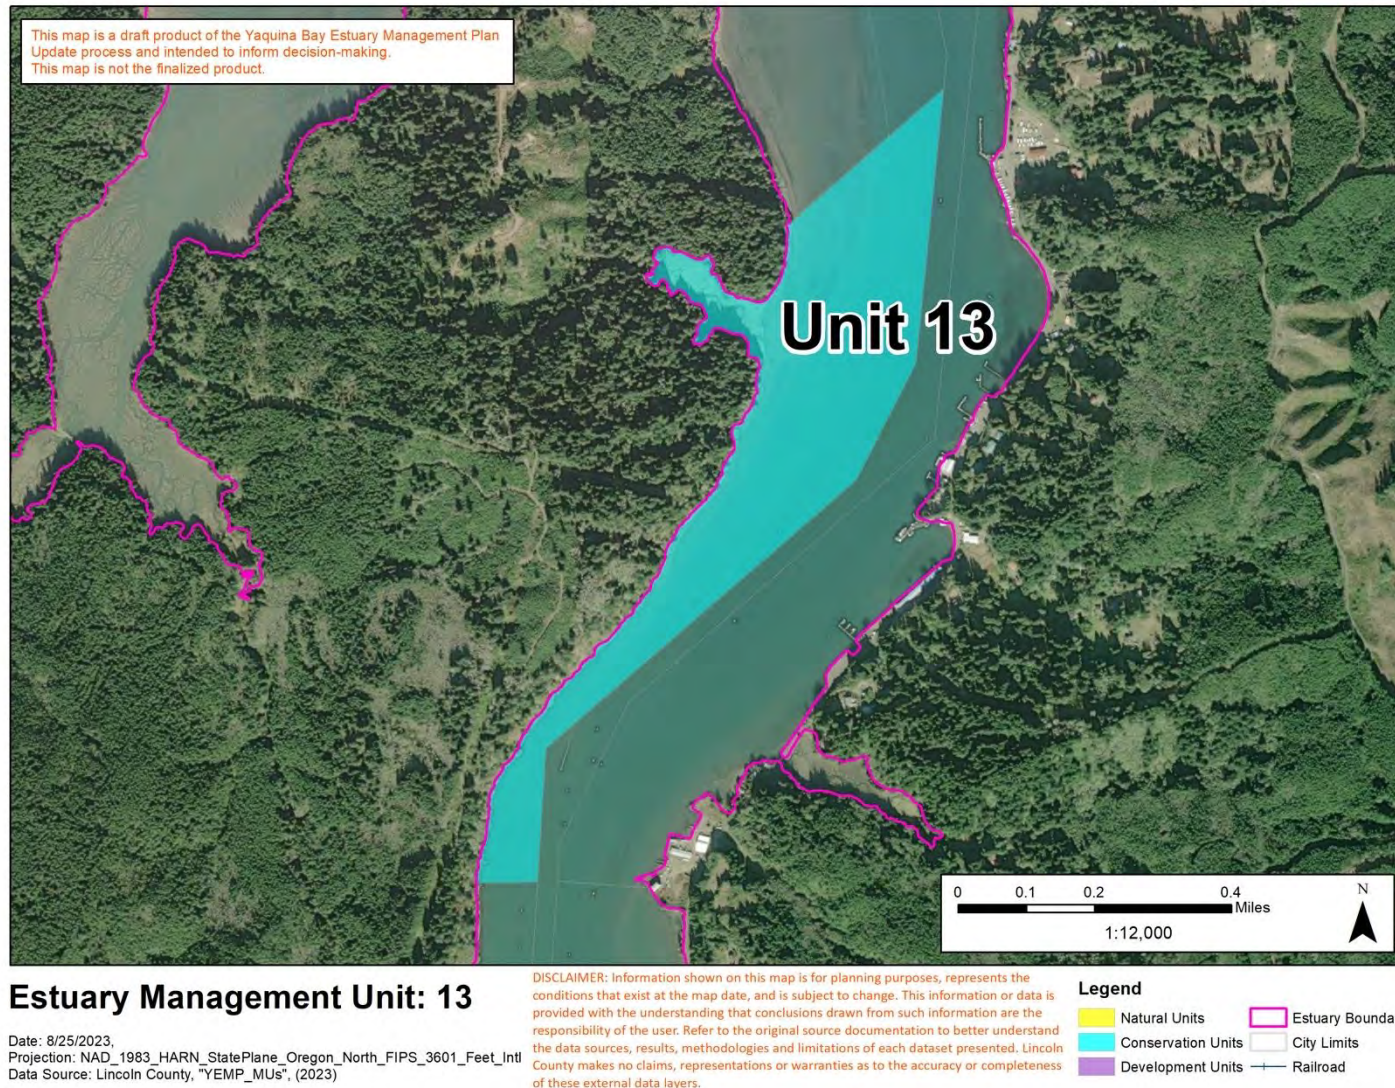 This map is a draft product of the Yaquina Bay Estuary Management Plan
Update process and intended to inform decision-making.
This map is not the finalized product.
Unit 13
0 0.1 0.2 0.4
Miles
1:12,000
N
Estuary Management Unit: 13
Date: 8/25/2023,
Projection: NAD_1983_HARN_StatePlane_Oregon_North_FIPS_3601_Feet_Intl
Data Source: Lincoln County, "YEMP_MUs", (2023)
DISCLAIMER: Information shown on this map is for planning purposes, represents the
conditions that exist at the map date, and is subject to change. This information or data is
provided with the understanding that conclusions drawn from such information are the
responsibility of the user. Refer to the original source documentation to better understand
the data sources, results, methodologies and limitations of each dataset presented. Lincoln
County makes no claims, representations or warranties as to the accuracy or completeness
of these external data layers.
Legend
Natural Units
Conservation Units
Development Units
Estuary Bounda
City Limits
Railroad